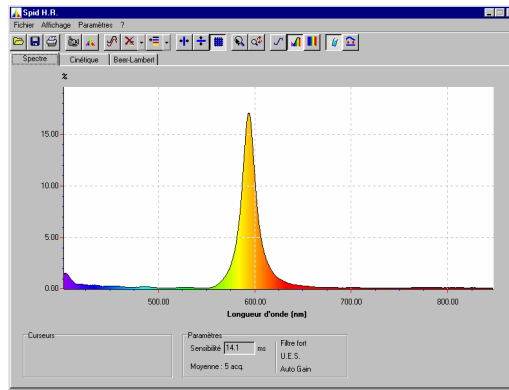 Spid H.R.
Fichier Affichage Paramètres ?
Spectre Cinétique Beer-Lambert
%
15.00
10.00
5.00
0.00
500.00 600.00 700.00 800.00
Longueur d'onde (nm)
Curseurs
Paramètres
Sensibilité 14.1 ms
Moyenne : 5 acq.
Filtre fort
U.E.S.
Auto Gain